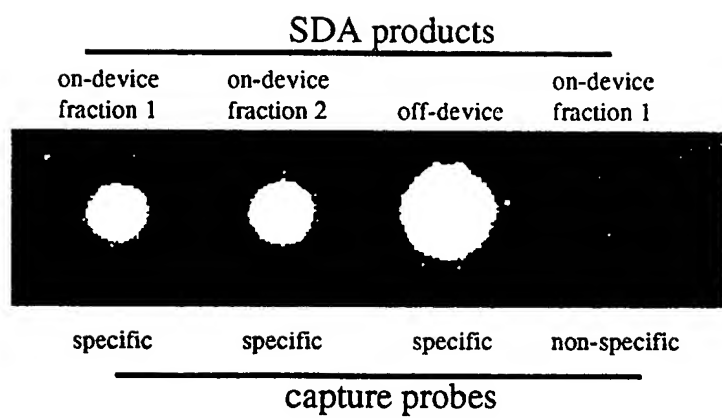 SDA products
on-device on-device on-device
fraction 1 fraction 2 off-device fraction 1
specific specific specific non-specific
capture probes